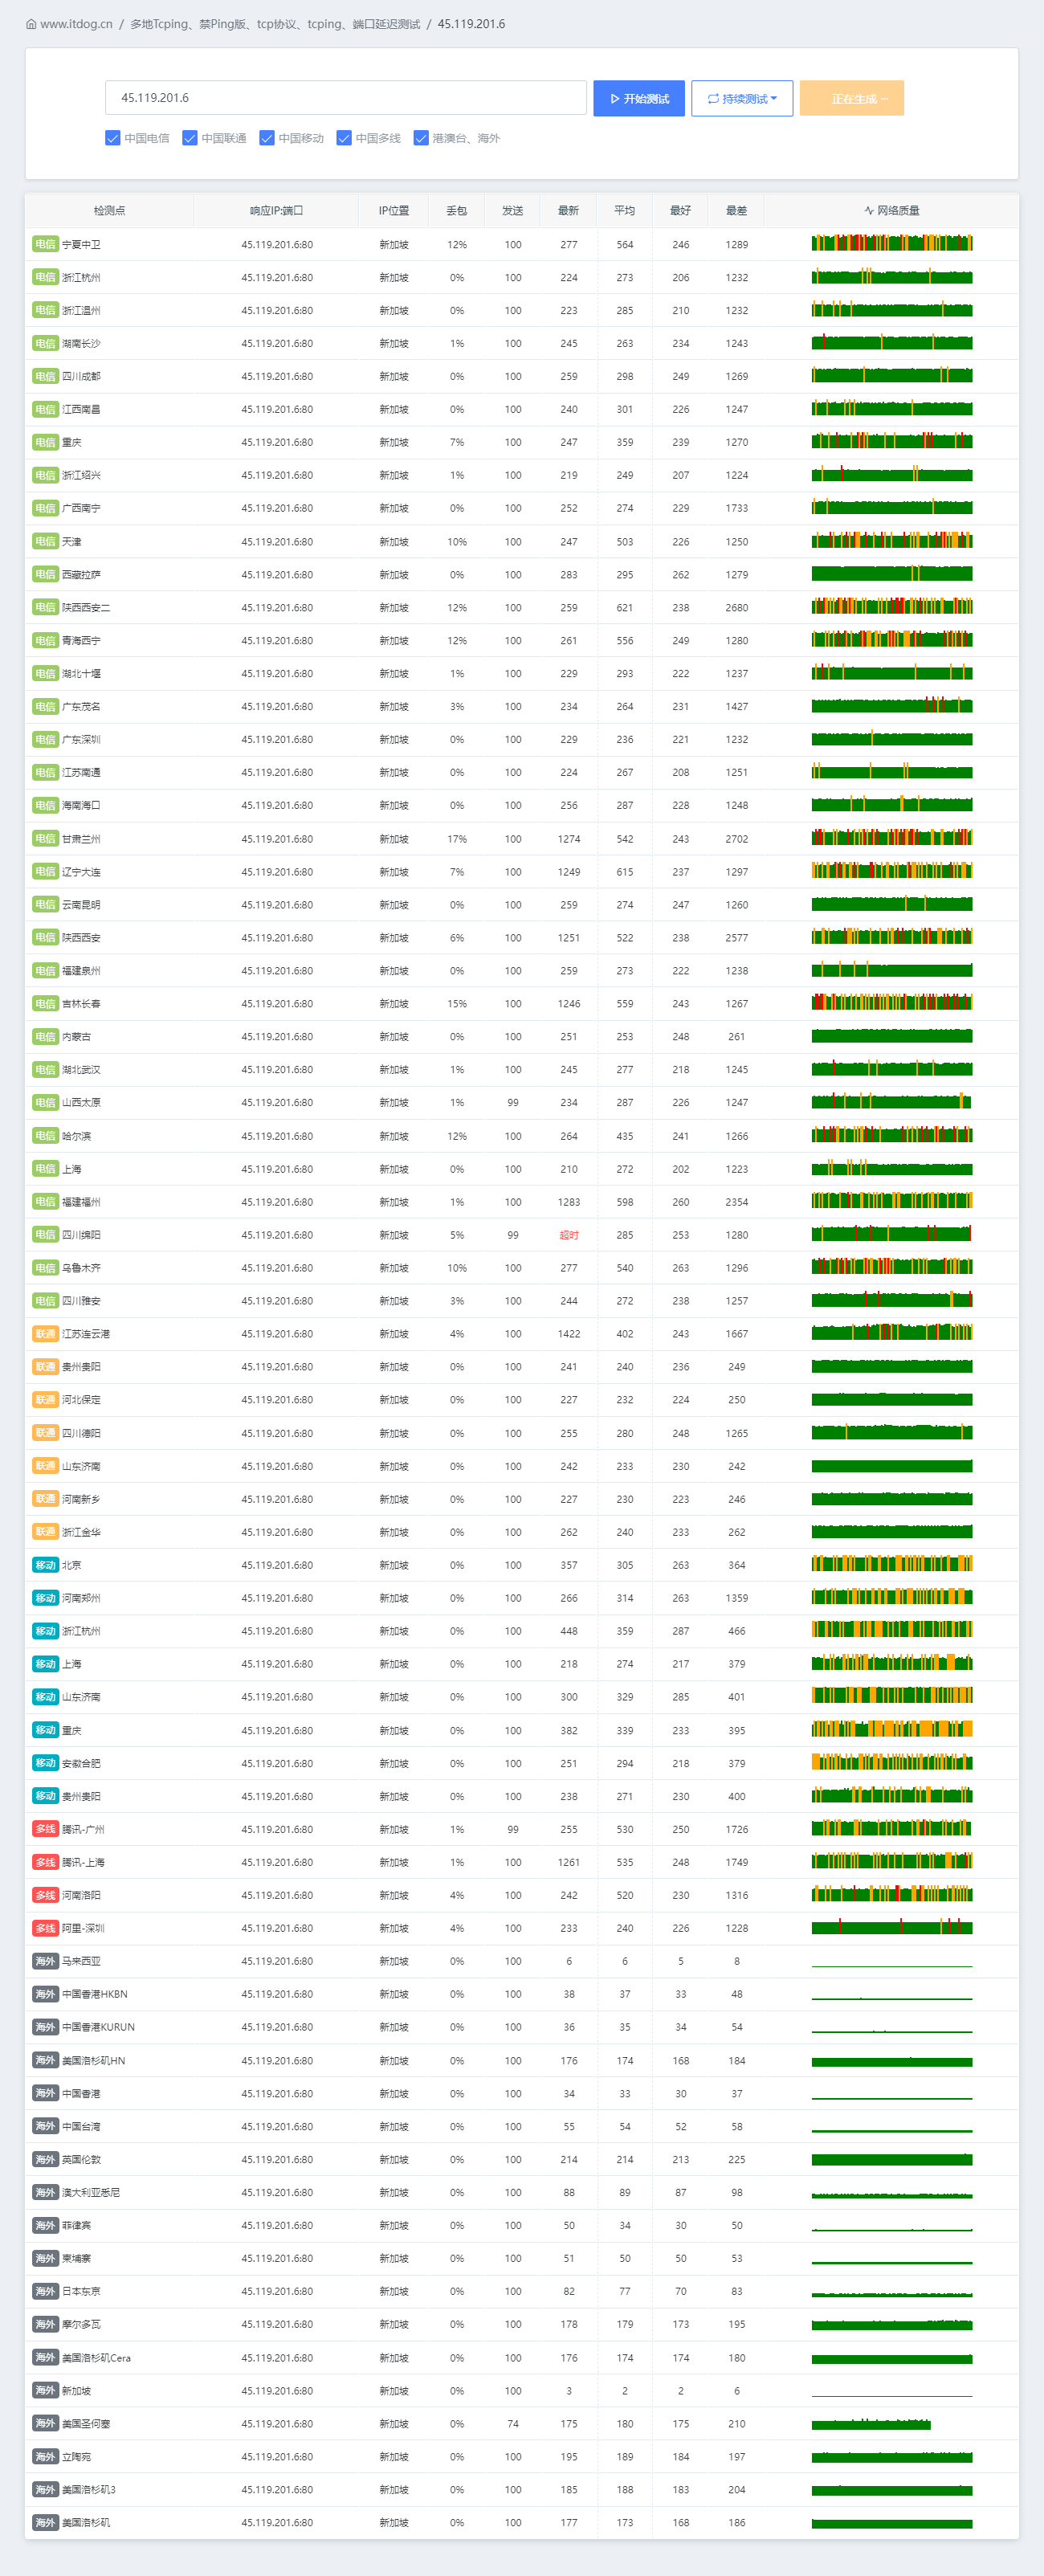 www.itdog.cn / 多地Tcping、禁Ping版、tcp协议、tcping、端口延迟测试 / 45.119.201.6
45.119.201.6 开始测试 持续测试 正在生成 ...
中国电信 中国联通 中国移动 中国多线 港澳台、海外
检测点 响应IP:端口 IP位置 丢包 发送 最新 平均 最好 最差 网络质量
电信 宁夏中卫 45.119.201.6:80 新加坡 12% 100 277 564 246 1289
电信 浙江杭州 45.119.201.6:80 新加坡 0% 100 224 273 206 1232
电信 浙江温州 45.119.201.6:80 新加坡 0% 100 223 285 210 1232
电信 湖南长沙 45.119.201.6:80 新加坡 1% 100 245 263 234 1243
电信 四川成都 45.119.201.6:80 新加坡 0% 100 259 298 249 1269
电信 江西南昌 45.119.201.6:80 新加坡 0% 100 240 301 226 1247
电信 重庆 45.119.201.6:80 新加坡 7% 100 247 359 239 1270
电信 浙江绍兴 45.119.201.6:80 新加坡 1% 100 219 249 207 1224
电信 广西南宁 45.119.201.6:80 新加坡 0% 100 252 274 229 1733
电信 天津 45.119.201.6:80 新加坡 10% 100 247 503 226 1250
电信 西藏拉萨 45.119.201.6:80 新加坡 0% 100 283 295 262 1279
电信 陕西西安二 45.119.201.6:80 新加坡 12% 100 259 621 238 2680
电信 青海西宁 45.119.201.6:80 新加坡 12% 100 261 556 249 1280
电信 湖北十堰 45.119.201.6:80 新加坡 1% 100 229 293 222 1237
电信 广东茂名 45.119.201.6:80 新加坡 3% 100 234 264 231 1427
电信 广东深圳 45.119.201.6:80 新加坡 0% 100 229 236 221 1232
电信 江苏南通 45.119.201.6:80 新加坡 0% 100 224 267 208 1251
电信 海南海口 45.119.201.6:80 新加坡 0% 100 256 287 228 1248
电信 甘肃兰州 45.119.201.6:80 新加坡 17% 100 1274 542 243 2702
电信 辽宁大连 45.119.201.6:80 新加坡 7% 100 1249 615 237 1297
电信 云南昆明 45.119.201.6:80 新加坡 0% 100 259 274 247 1260
电信 陕西西安 45.119.201.6:80 新加坡 6% 100 1251 522 238 2577
电信 福建泉州 45.119.201.6:80 新加坡 0% 100 259 273 222 1238
电信 吉林长春 45.119.201.6:80 新加坡 15% 100 1246 559 243 1267
电信 内蒙古 45.119.201.6:80 新加坡 0% 100 251 253 248 261
电信 湖北武汉 45.119.201.6:80 新加坡 1% 100 245 277 218 1245
电信 山西太原 45.119.201.6:80 新加坡 1% 99 234 287 226 1247
电信 哈尔滨 45.119.201.6:80 新加坡 12% 100 264 435 241 1266
电信 上海 45.119.201.6:80 新加坡 0% 100 210 272 202 1223
电信 福建福州 45.119.201.6:80 新加坡 1% 100 1283 598 260 2354
电信 四川绵阳 45.119.201.6:80 新加坡 5% 99 超时 285 253 1280
电信 乌鲁木齐 45.119.201.6:80 新加坡 10% 100 277 540 263 1296
电信 四川雅安 45.119.201.6:80 新加坡 3% 100 244 272 238 1257
联通 江苏连云港 45.119.201.6:80 新加坡 4% 100 1422 402 243 1667
联通 贵州贵阳 45.119.201.6:80 新加坡 0% 100 241 240 236 249
联通 河北保定 45.119.201.6:80 新加坡 0% 100 227 232 224 250
联通 四川德阳 45.119.201.6:80 新加坡 0% 100 255 280 248 1265
联通 山东济南 45.119.201.6:80 新加坡 0% 100 242 233 230 242
联通 河南新乡 45.119.201.6:80 新加坡 0% 100 227 230 223 246
联通 浙江金华 45.119.201.6:80 新加坡 0% 100 262 240 233 262
移动 北京 45.119.201.6:80 新加坡 0% 100 357 305 263 364
移动 河南郑州 45.119.201.6:80 新加坡 0% 100 266 314 263 1359
移动 浙江杭州 45.119.201.6:80 新加坡 0% 100 448 359 287 466
移动 上海 45.119.201.6:80 新加坡 0% 100 218 274 217 379
移动 山东济南 45.119.201.6:80 新加坡 0% 100 300 329 285 401
移动 重庆 45.119.201.6:80 新加坡 0% 100 382 339 233 395
移动 安徽合肥 45.119.201.6:80 新加坡 0% 100 251 294 218 379
移动 贵州贵阳 45.119.201.6:80 新加坡 0% 100 238 271 230 400
多线 腾讯-广州 45.119.201.6:80 新加坡 1% 99 255 530 250 1726
多线 腾讯-上海 45.119.201.6:80 新加坡 1% 100 1261 535 248 1749
多线 河南洛阳 45.119.201.6:80 新加坡 4% 100 242 520 230 1316
多线 阿里-深圳 45.119.201.6:80 新加坡 4% 100 233 240 226 1228
海外 马来西亚 45.119.201.6:80 新加坡 0% 100 6 6 5 8
海外 中国香港HKBN 45.119.201.6:80 新加坡 0% 100 38 37 33 48
海外 中国香港KURUN 45.119.201.6:80 新加坡 0% 100 36 35 34 54
海外 美国洛杉矶HN 45.119.201.6:80 新加坡 0% 100 176 174 168 184
海外 中国香港 45.119.201.6:80 新加坡 0% 100 34 33 30 37
海外 中国台湾 45.119.201.6:80 新加坡 0% 100 55 54 52 58
海外 英国伦敦 45.119.201.6:80 新加坡 0% 100 214 214 213 225
海外 澳大利亚悉尼 45.119.201.6:80 新加坡 0% 100 88 89 87 98
海外 菲律宾 45.119.201.6:80 新加坡 0% 100 50 34 30 50
海外 柬埔寨 45.119.201.6:80 新加坡 0% 100 51 50 50 53
海外 日本东京 45.119.201.6:80 新加坡 0% 100 82 77 70 83
海外 摩尔多瓦 45.119.201.6:80 新加坡 0% 100 178 179 173 195
海外 美国洛杉矶Cera 45.119.201.6:80 新加坡 0% 100 176 174 174 180
海外 新加坡 45.119.201.6:80 新加坡 0% 100 3 2 2 6
海外 美国圣何塞 45.119.201.6:80 新加坡 0% 74 175 180 175 210
海外 立陶宛 45.119.201.6:80 新加坡 0% 100 195 189 184 197
海外 美国洛杉矶3 45.119.201.6:80 新加坡 0% 100 185 188 183 204
海外 美国洛杉矶 45.119.201.6:80 新加坡 0% 100 177 173 168 186